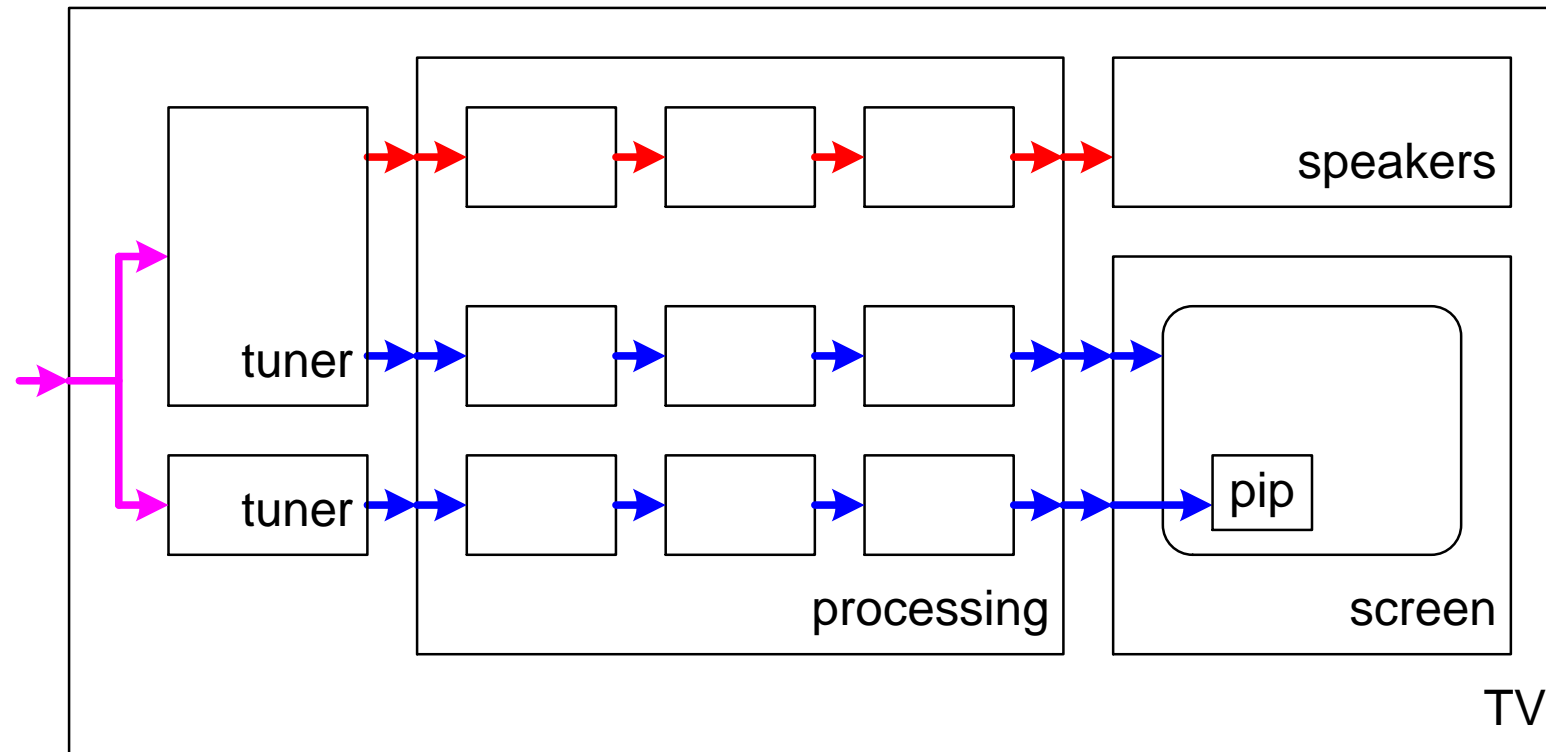 speakers
tuner
tuner
pip
processing
screen
TV